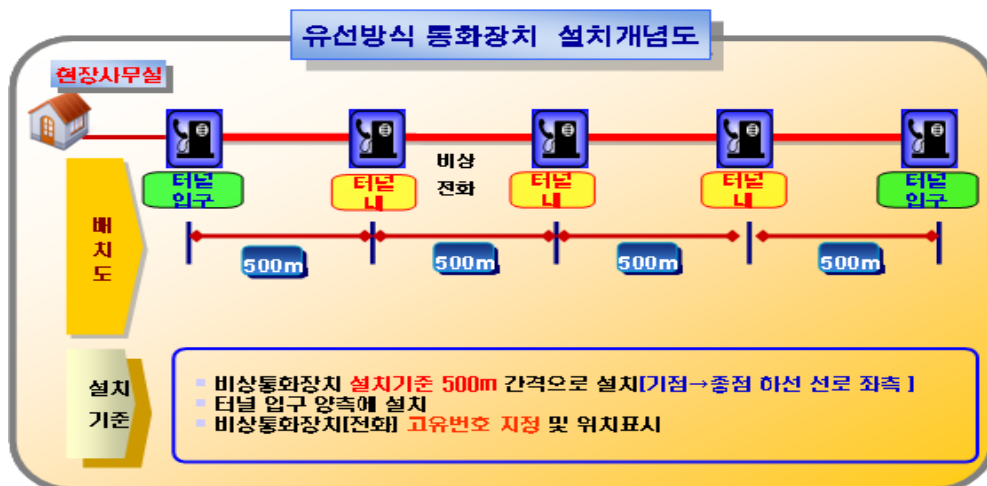 유선방식 통화장치 설치개념도
현장사무실
비상
전화
터널
입구
터널
내
터널
내
터널
내
터널
입구
배
치
도
500m
500m
500m
500m
설치
기준
비상통화장치 설치기준 500m 간격으로 설치[기점→종점 하선 선로 좌측 ]
터널 입구 양측에 설치
비상통화장치[전화] 고유번호 지정 및 위치표시